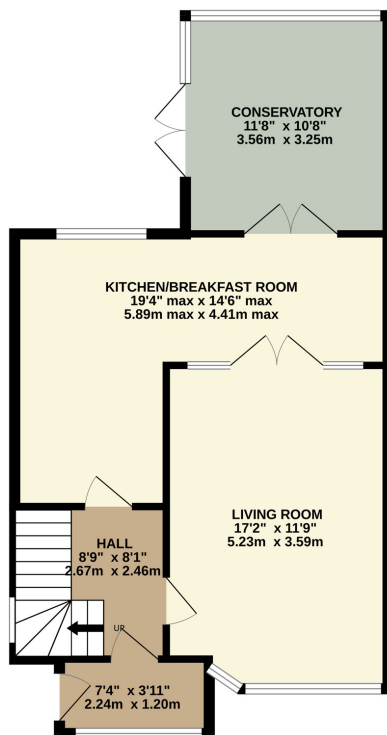 CONSERVATORY
11'8" x 10'8"
3.56m x 3.25m
KITCHEN/BREAKFAST ROOM
19'4" max x 14'6" max
5.89m max x 4.41m max
LIVING ROOM
17'2" x 11'9"
5.23m x 3.59m
HALL
8'9" x 8'1"
2.67m x 2.46m
UP
7'4" x 3'11"
2.24m x 1.20m